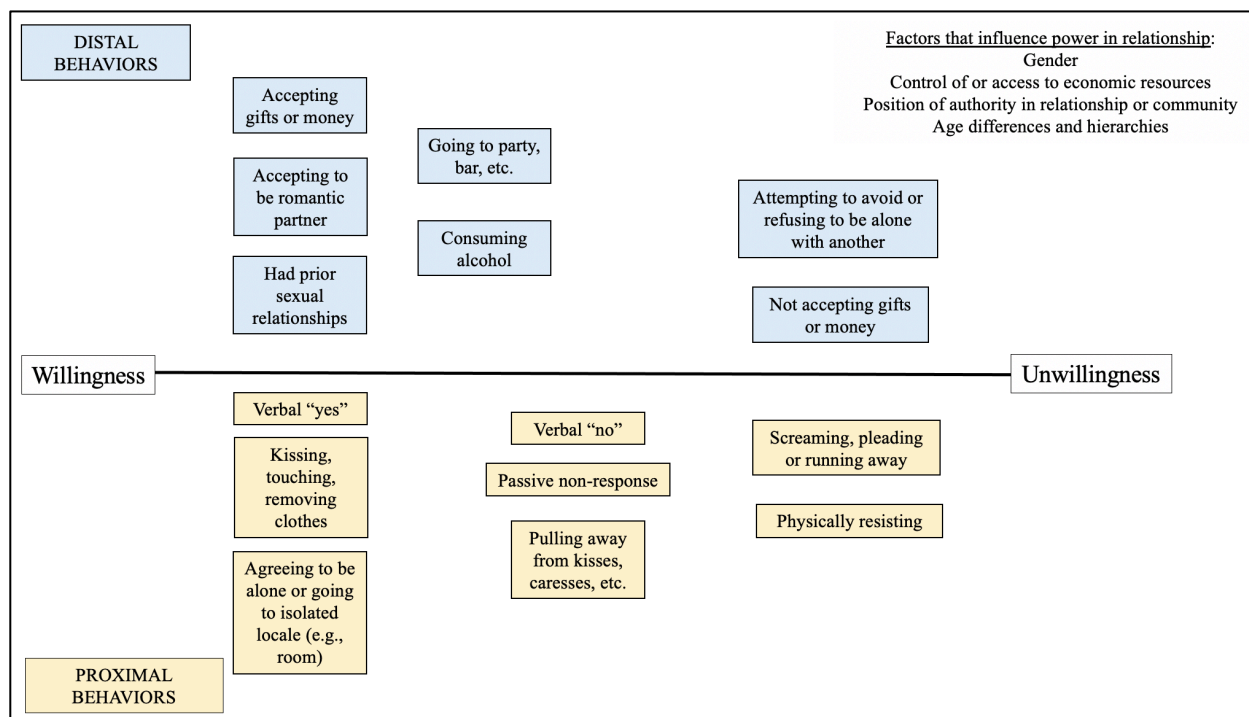 DISTAL
BEHAVIORS
Factors that influence power in relationship:
Gender
Control of or access to economic resources
Position of authority in relationship or community
Age differences and hierarchies
Accepting
gifts or money
Going to party,
bar, etc.
Accepting to
be romantic
partner
Attempting to avoid or
refusing to be alone
with another
Consuming
alcohol
Had prior
sexual
relationships
Not accepting gifts
or money
Willingness
Unwillingness
Verbal “yes”
Verbal “no”
Screaming, pleading
or running away
Kissing,
touching,
removing
clothes
Passive non-response
Physically resisting
Pulling away
from kisses,
caresses, etc.
Agreeing to be
alone or going
to isolated
locale (e.g.,
room)
PROXIMAL
BEHAVIORS